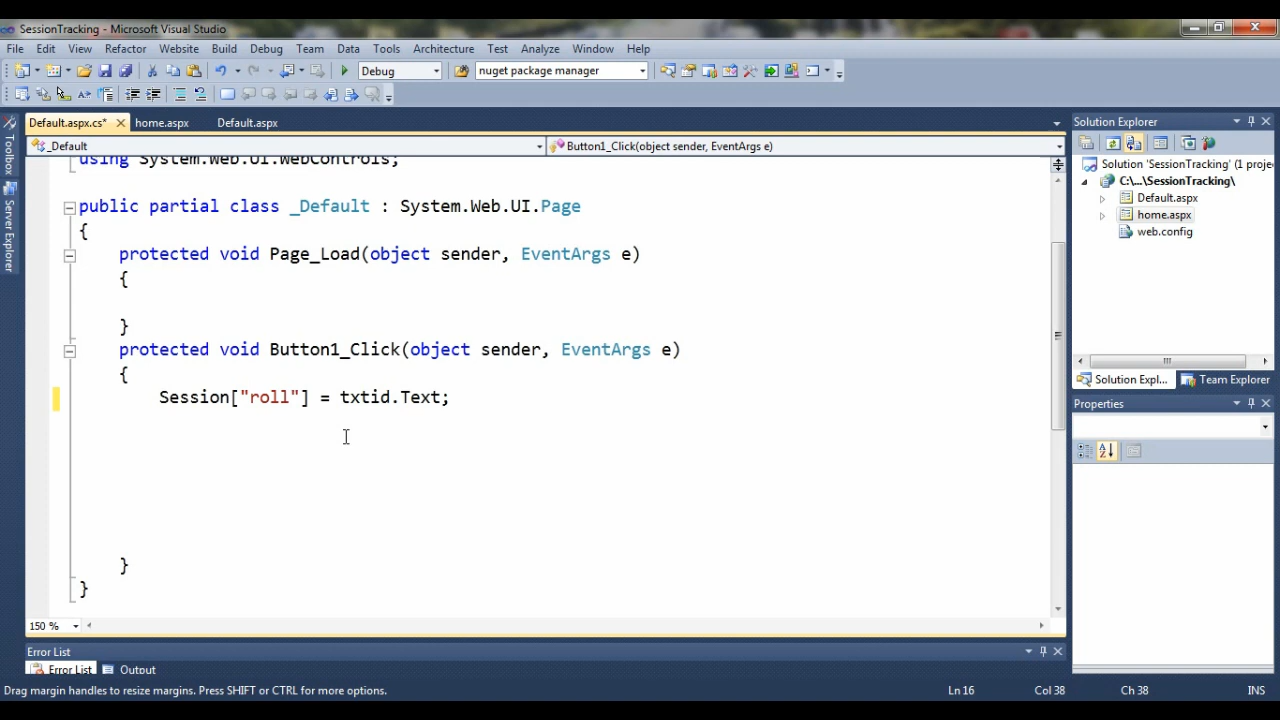 SessionTracking - Microsoft Visual Studio
File Edit View Refactor Website Build Debug Team Data Tools Architecture Test Analyze Window Help
Debug nuget package manager
Default.aspx.cs* home.aspx Default.aspx
_Default Button1_Click(object sender, EventArgs e)
Toolbox
Server Explorer
using System.Web.UI.WebControls;
public partial class _Default : System.Web.UI.Page
{
protected void Page_Load(object sender, EventArgs e)
{
}
protected void Button1_Click(object sender, EventArgs e)
{
Session["roll"] = txtid.Text;
}
}
150 %
Solution Explorer
Solution 'SessionTracking' (1 proje
C:\...\SessionTracking\
Default.aspx
home.aspx
web.config
Solution Expl... Team Explorer
Properties
Error List
Error List Output
Drag margin handles to resize margins. Press SHIFT or CTRL for more options. Ln 16 Col 38 Ch 38 INS